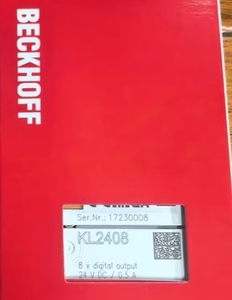 BECKHOFF
Ser.Nr.: 17230008
KL2408
8 x digital output
24 V DC / 0.5 A